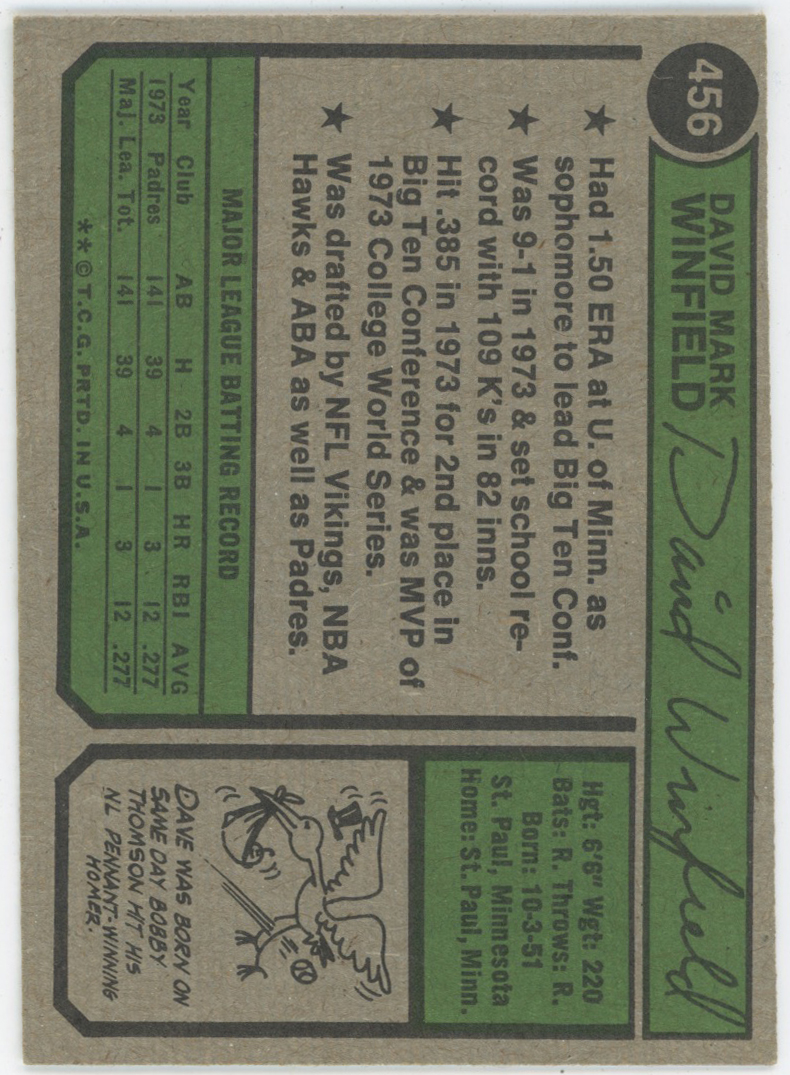 456
DAVID MARK
WINFIELD
David Winfield
★ Had 1.50 ERA at U. of Minn. as
sophomore to lead Big Ten Conf.
★ Was 9-1 in 1973 & set school re-
cord with 109 K's in 82 inns.
★ Hit .385 in 1973 for 2nd place in
Big Ten Conference & was MVP of
1973 College World Series.
★ Was drafted by NFL Vikings, NBA
Hawks & ABA as well as Padres.
MAJOR LEAGUE BATTING RECORD
Year Club AB H 2B 3B HR RBI AVG
1973 Padres 141 39 4 1 3 12 .277
Maj. Lea. Tot. 141 39 4 1 3 12 .277
**©T.C.G. PRTD. IN U.S.A.
Hgt: 6'6" Wgt: 220
Bats: R. Throws: R.
Born: 10-3-51
St. Paul, Minnesota
Home: St. Paul, Minn.
DAVE WAS BORN ON
SAME DAY BOBBY
THOMSON HIT HIS
NL PENNANT-WINNING
HOMER.